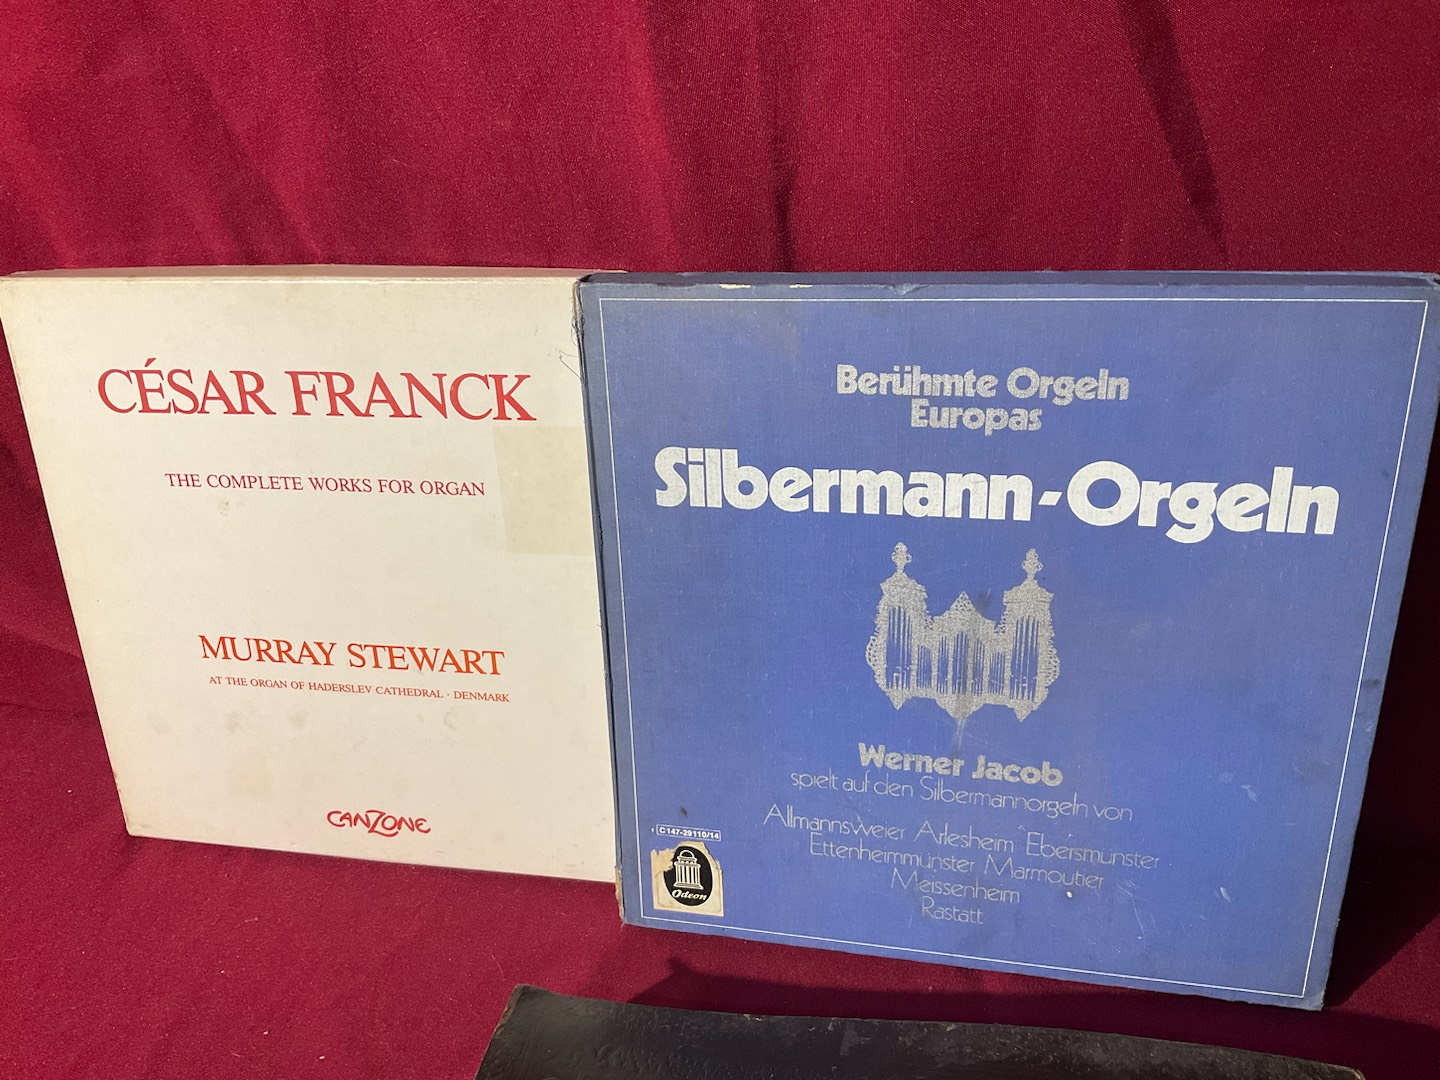 CÉSAR FRANCK
THE COMPLETE WORKS FOR ORGAN
MURRAY STEWART
AT THE ORGAN OF HADERSLEV CATHEDRAL · DENMARK
CANZONE
Berühmte Orgeln
Europas
Silbermann-Orgeln
Werner Jacob
spielt auf den Silbermannorgeln von
Allmannsweier Arlesheim Ebersmünster
Ettenheimmünster Marmoutier
Meissenheim
Rastatt
C 147-29110/14
Odeon